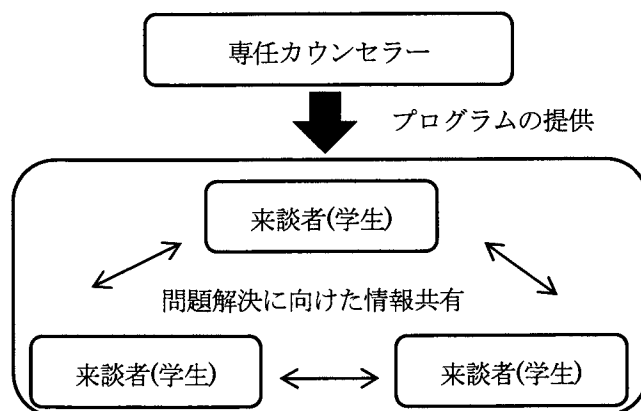 専任カウンセラー
プログラムの提供
来談者(学生)
問題解決に向けた情報共有
来談者(学生)
来談者(学生)